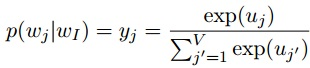 p(w_j|w_I) = y_j = \frac{\exp(u_j)}{\sum_{j'=1}^{V} \exp(u_{j'})}